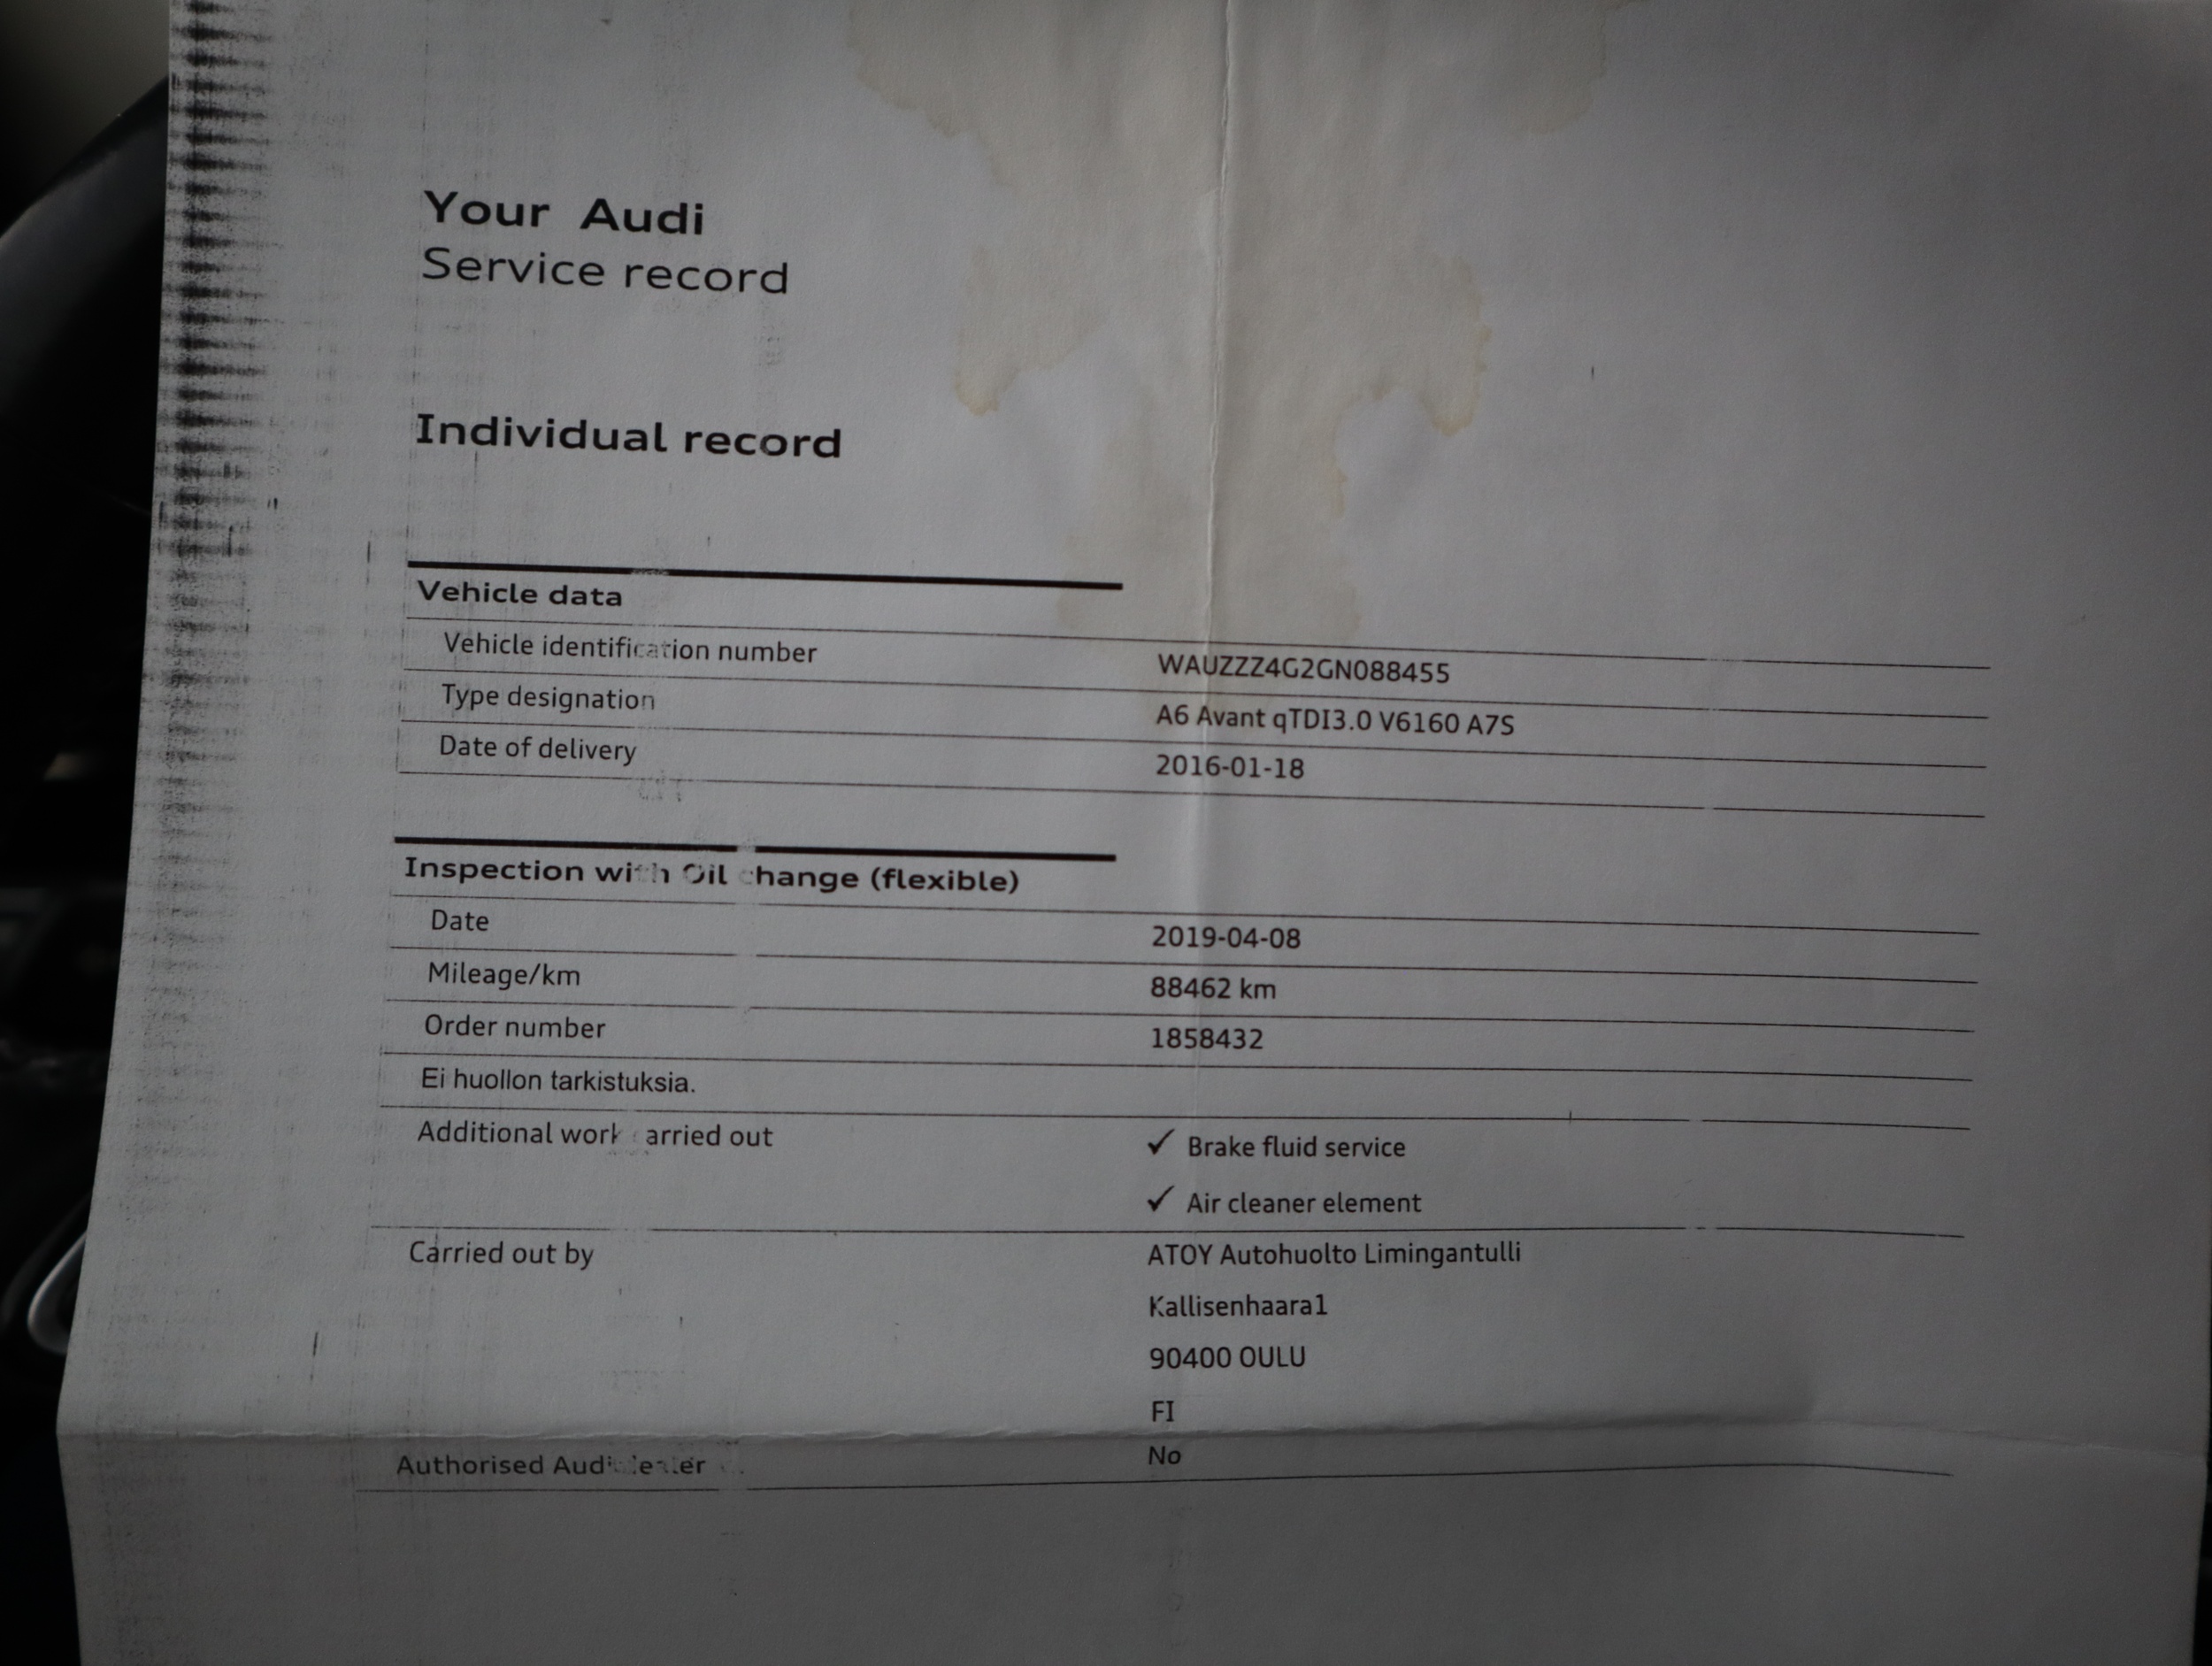 Your Audi
Service record
Individual record
Vehicle data
Vehicle identification number WAUZZZ4G2GN088455
Type designation A6 Avant qTDI3.0 V6160 A7S
Date of delivery 2016-01-18
Inspection with Oil change (flexible)
Date 2019-04-08
Mileage/km 88462 km
Order number 1858432
Ei huollon tarkistuksia.
Additional work carried out ✓ Brake fluid service
✓ Air cleaner element
Carried out by ATOY Autohuolto Limingantulli
Kallisenhaara1
90400 OULU
FI
Authorised Audi dealer No